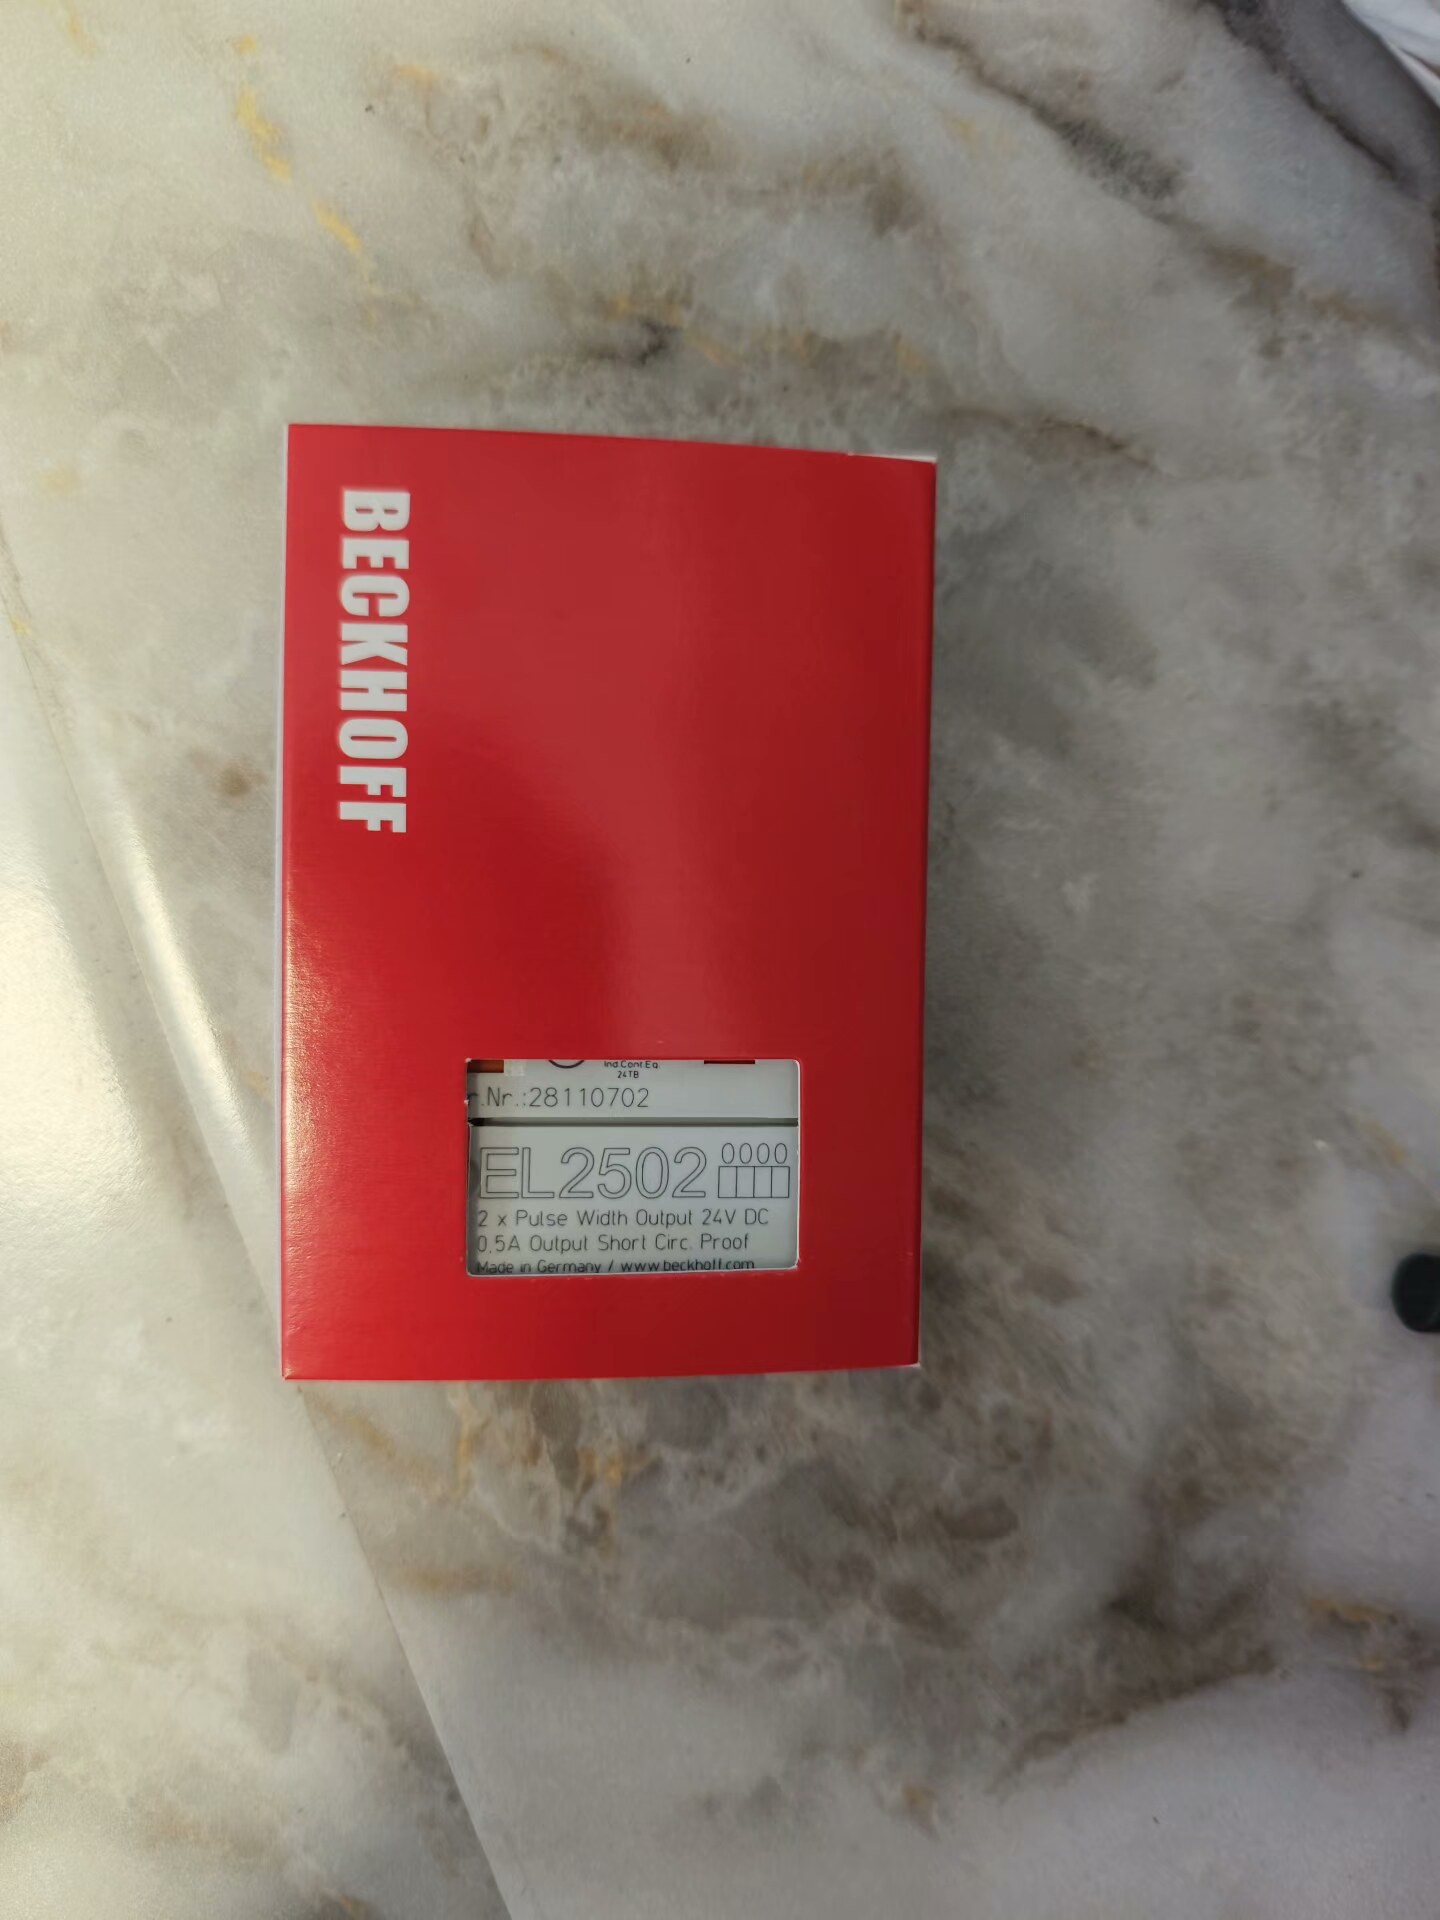 BECKHOFF
Ind.Cont.Eq.
24TB
r.Nr.:28110702
EL2502 0000
2 x Pulse Width Output 24V DC
0,5A Output Short Circ. Proof
Made in Germany / www.beckhoff.com